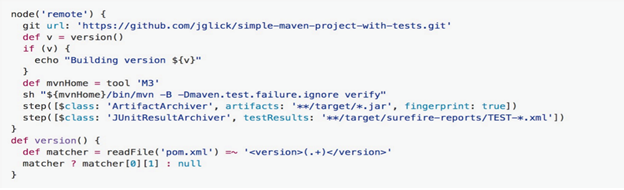 node('remote') {
git url: 'https://github.com/jglick/simple-maven-project-with-tests.git'
def v = version()
if (v) {
echo "Building version ${v}"
}
def mvnHome = tool 'M3'
sh "${mvnHome}/bin/mvn -B -Dmaven.test.failure.ignore verify"
step([$class: 'ArtifactArchiver', artifacts: '**/target/*.jar', fingerprint: true])
step([$class: 'JUnitResultArchiver', testResults: '**/target/surefire-reports/TEST-*.xml'])
}
def version() {
def matcher = readFile('pom.xml') =~ '<version>(.+)</version>'
matcher ? matcher[0][1] : null
}